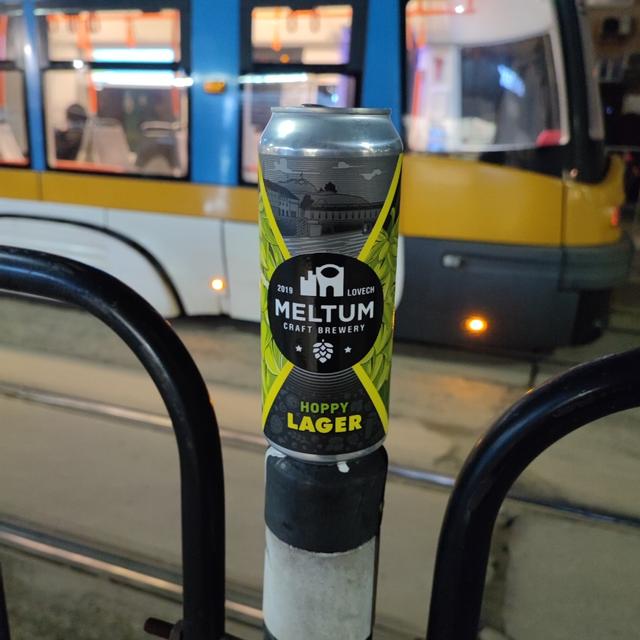 2019 LOVECH
MELTUM
CRAFT BREWERY
HOPPY
LAGER